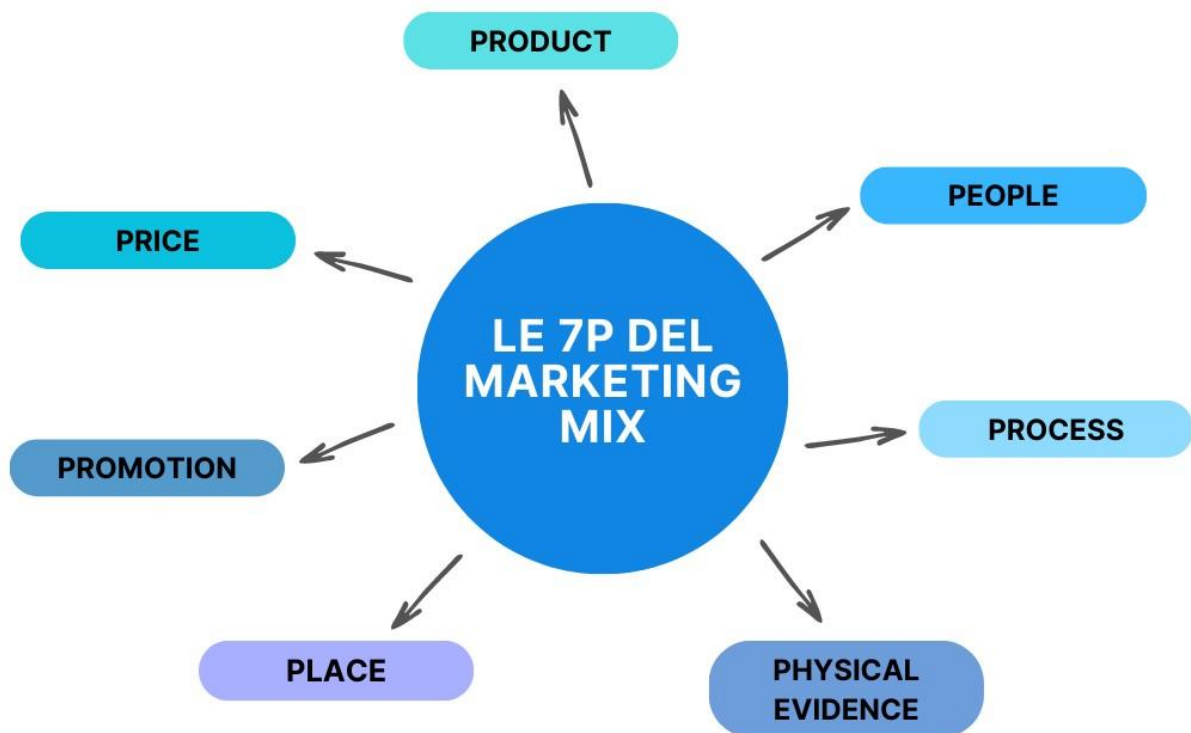 PRODUCT
PEOPLE
PRICE
LE 7P DEL
MARKETING
MIX
PROCESS
PROMOTION
PLACE
PHYSICAL
EVIDENCE